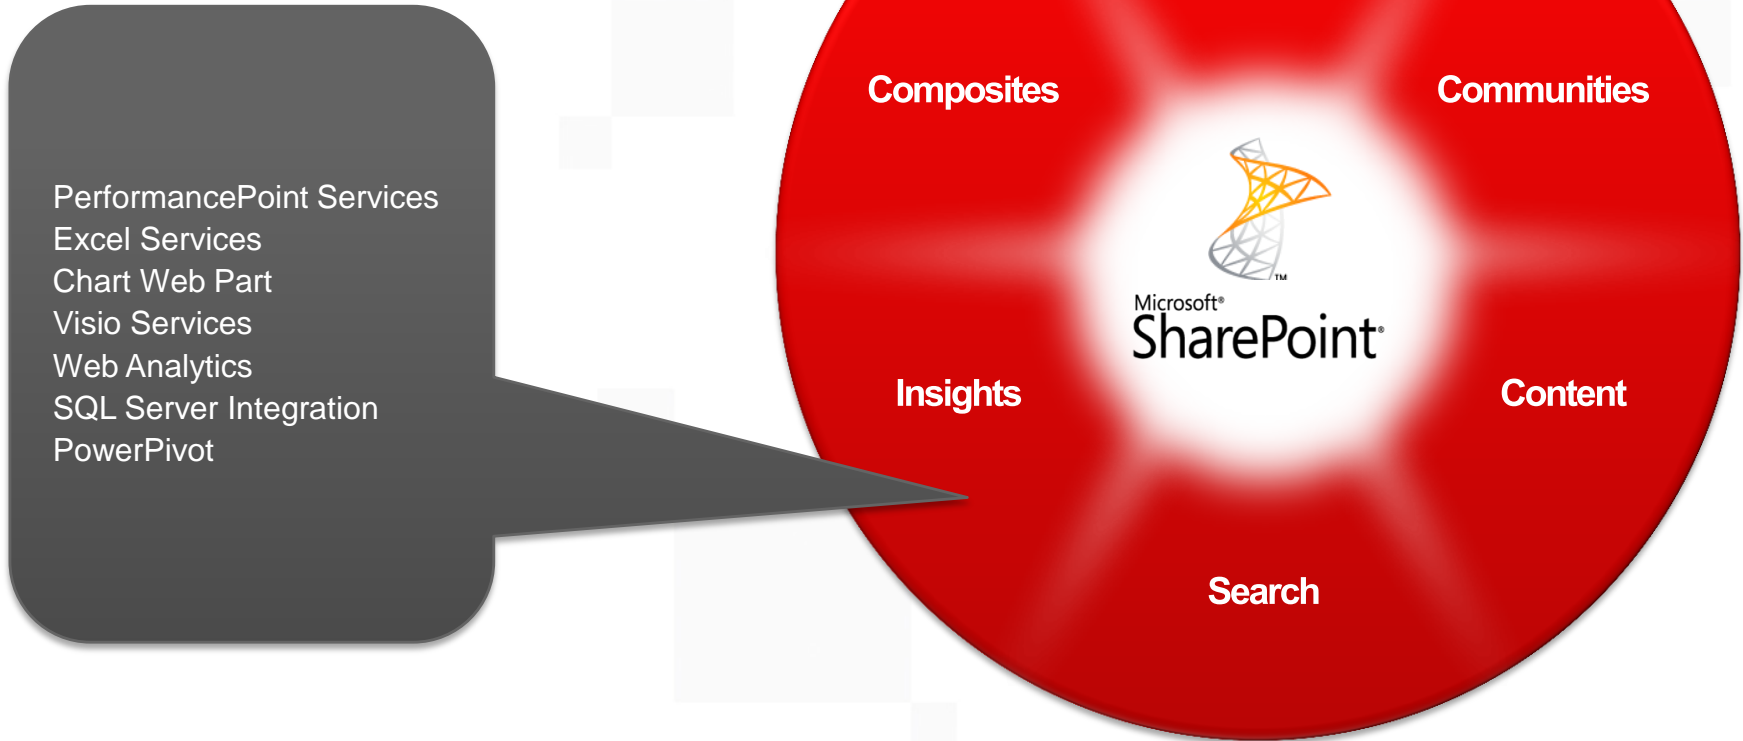 PerformancePoint Services
Excel Services
Chart Web Part
Visio Services
Web Analytics
SQL Server Integration
PowerPivot
Composites
Communities
™
Microsoft®
SharePoint®
Insights
Content
Search